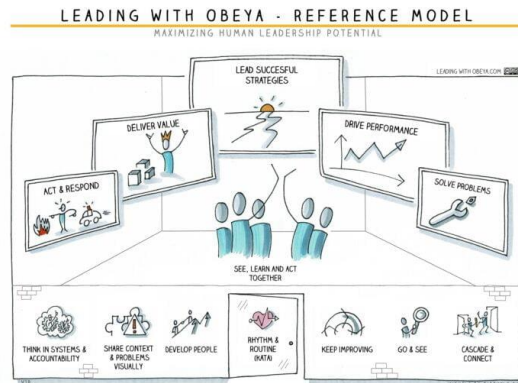 LEADING WITH OBEYA - REFERENCE MODEL
MAXIMIZING HUMAN LEADERSHIP POTENTIAL
LEADING WITH OBEYA.COM
LEAD SUCCESFUL
STRATEGIES
DELIVER VALUE
DRIVE PERFORMANCE
ACT & RESPOND
SOLVE PROBLEMS
SEE, LEARN AND ACT
TOGETHER
THINK IN SYSTEMS &
ACCOUNTABILITY
SHARE CONTEXT
& PROBLEMS
VISUALLY
DEVELOP PEOPLE
RHYTHM &
ROUTINE
(KATA)
KEEP IMPROVING
GO & SEE
CASCADE &
CONNECT